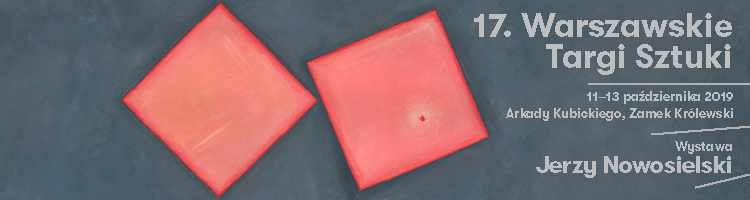 17. Warszawskie
Targi Sztuki
11–13 października 2019
Arkady Kubickiego, Zamek Królewski
Wystawa
Jerzy Nowosielski